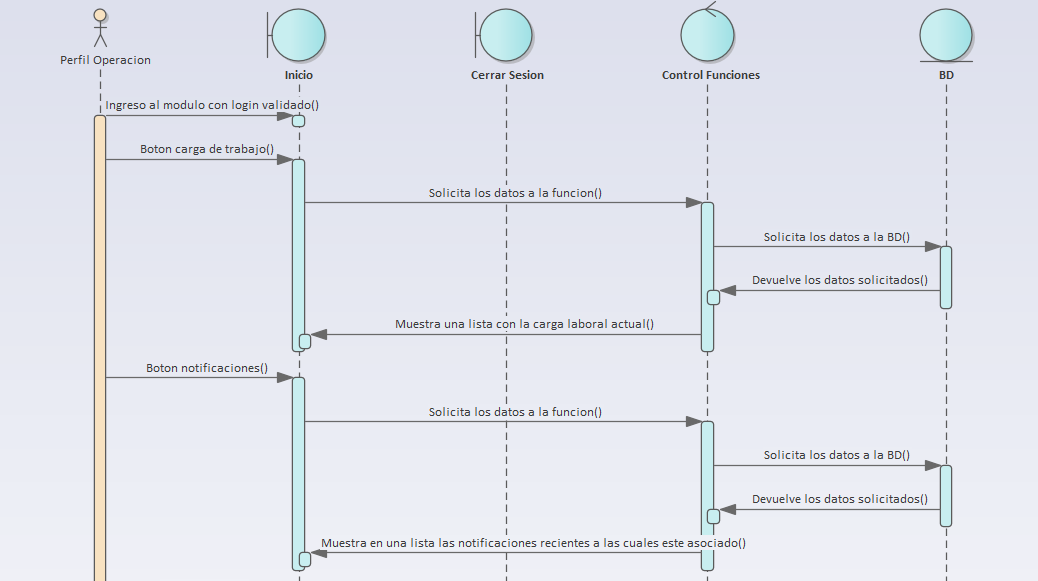 Perfil Operacion
Inicio
Cerrar Sesion
Control Funciones
BD
Ingreso al modulo con login validado()
Boton carga de trabajo()
Solicita los datos a la funcion()
Solicita los datos a la BD()
Devuelve los datos solicitados()
Muestra una lista con la carga laboral actual()
Boton notificaciones()
Solicita los datos a la funcion()
Solicita los datos a la BD()
Devuelve los datos solicitados()
Muestra en una lista las notificaciones recientes a las cuales este asociado()